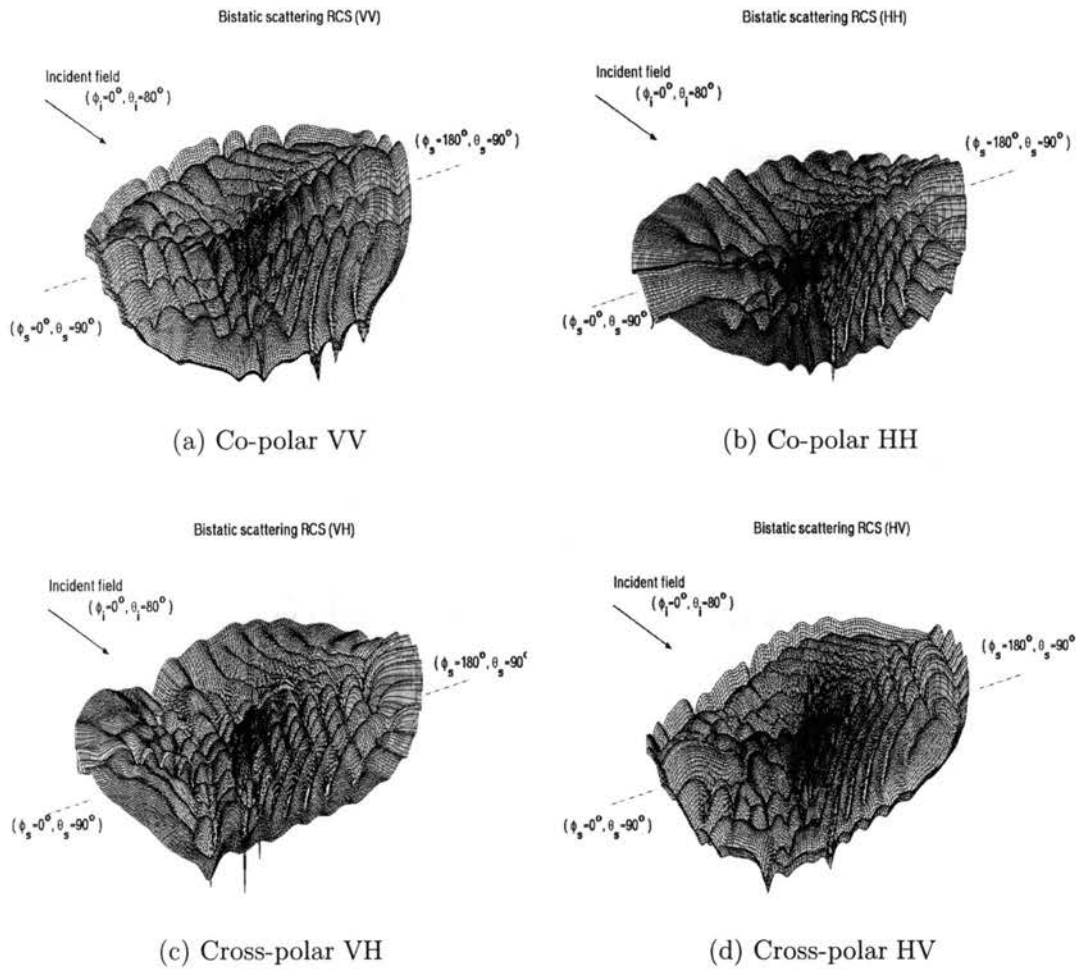 Bistatic scattering RCS (VV)
Incident field
( ϕi=0°, θi=80° )
( ϕs=180°, θs=90° )
( ϕs=0°, θs=90° )
(a) Co-polar VV
Bistatic scattering RCS (HH)
Incident field
( ϕi=0°, θi=80° )
( ϕs=180°, θs=90° )
( ϕs=0°, θs=90° )
(b) Co-polar HH
Bistatic scattering RCS (VH)
Incident field
( ϕi=0°, θi=80° )
( ϕs=180°, θs=90°
( ϕs=0°, θs=90° )
(c) Cross-polar VH
Bistatic scattering RCS (HV)
Incident field
( ϕi=0°, θi=80° )
( ϕs=180°, θs=90°
( ϕs=0°, θs=90° )
(d) Cross-polar HV